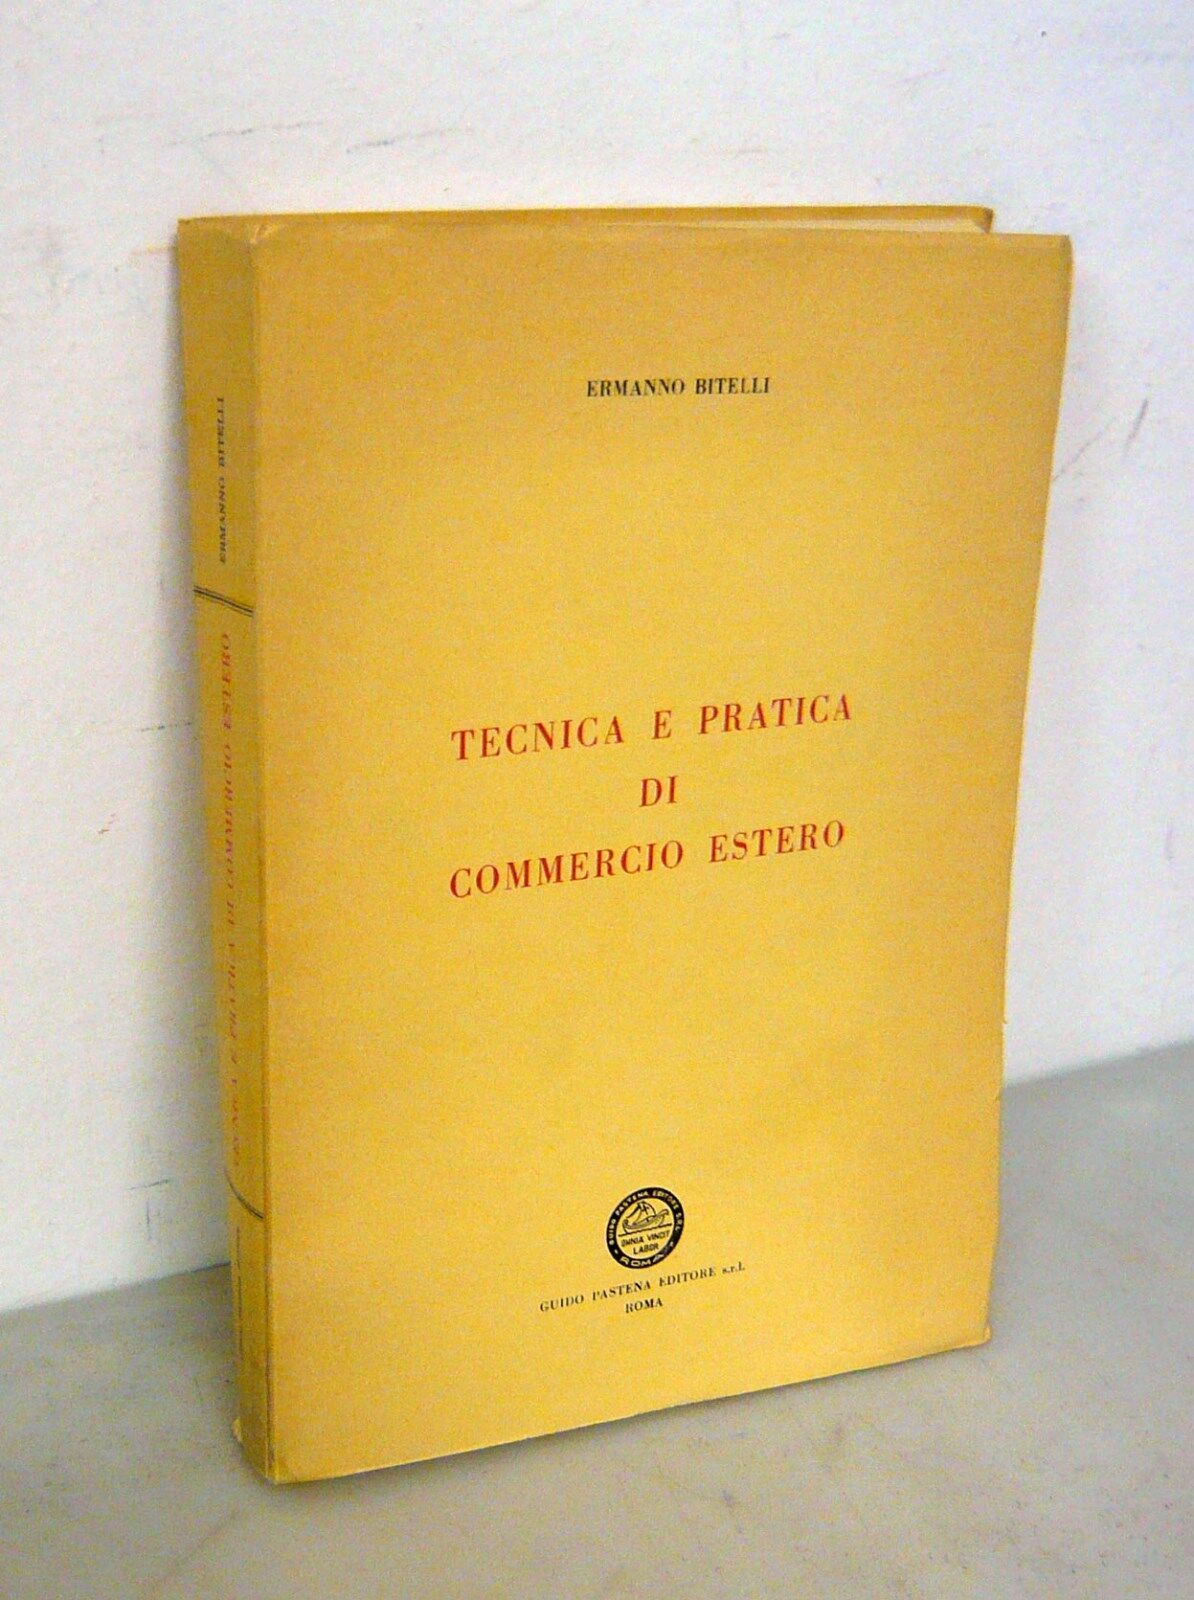 ERMANNO BITELLI
TECNICA E PRATICA
DI
COMMERCIO ESTERO
GUIDO PASTENA EDITORE S.R.L.
OMNIA VINCIT
LABOR
ROMA
GUIDO PASTENA EDITORE s.r.l.
ROMA
ERMANNO BITELLI
TECNICA E PRATICA DI COMMERCIO ESTERO